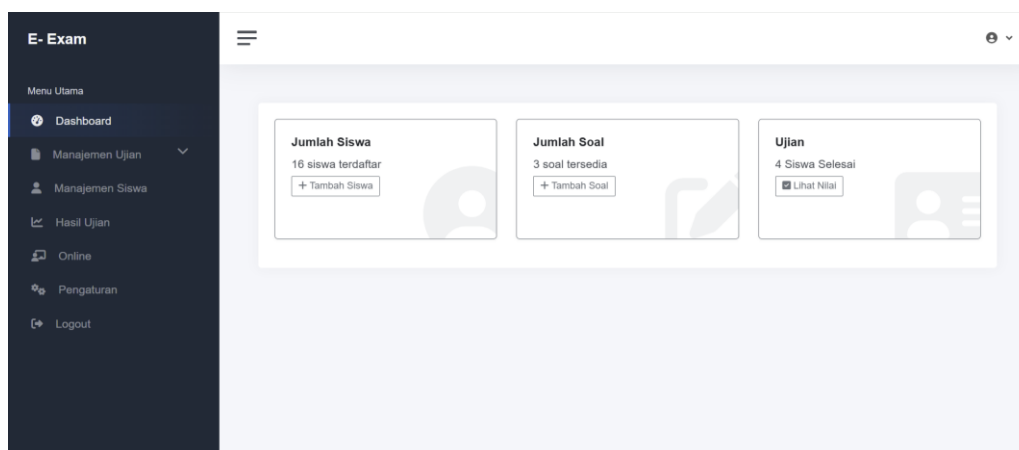 E- Exam
Menu Utama
Dashboard
Manajemen Ujian
Manajemen Siswa
Hasil Ujian
Online
Pengaturan
Logout
Jumlah Siswa
16 siswa terdaftar
+ Tambah Siswa
Jumlah Soal
3 soal tersedia
+ Tambah Soal
Ujian
4 Siswa Selesai
Lihat Nilai